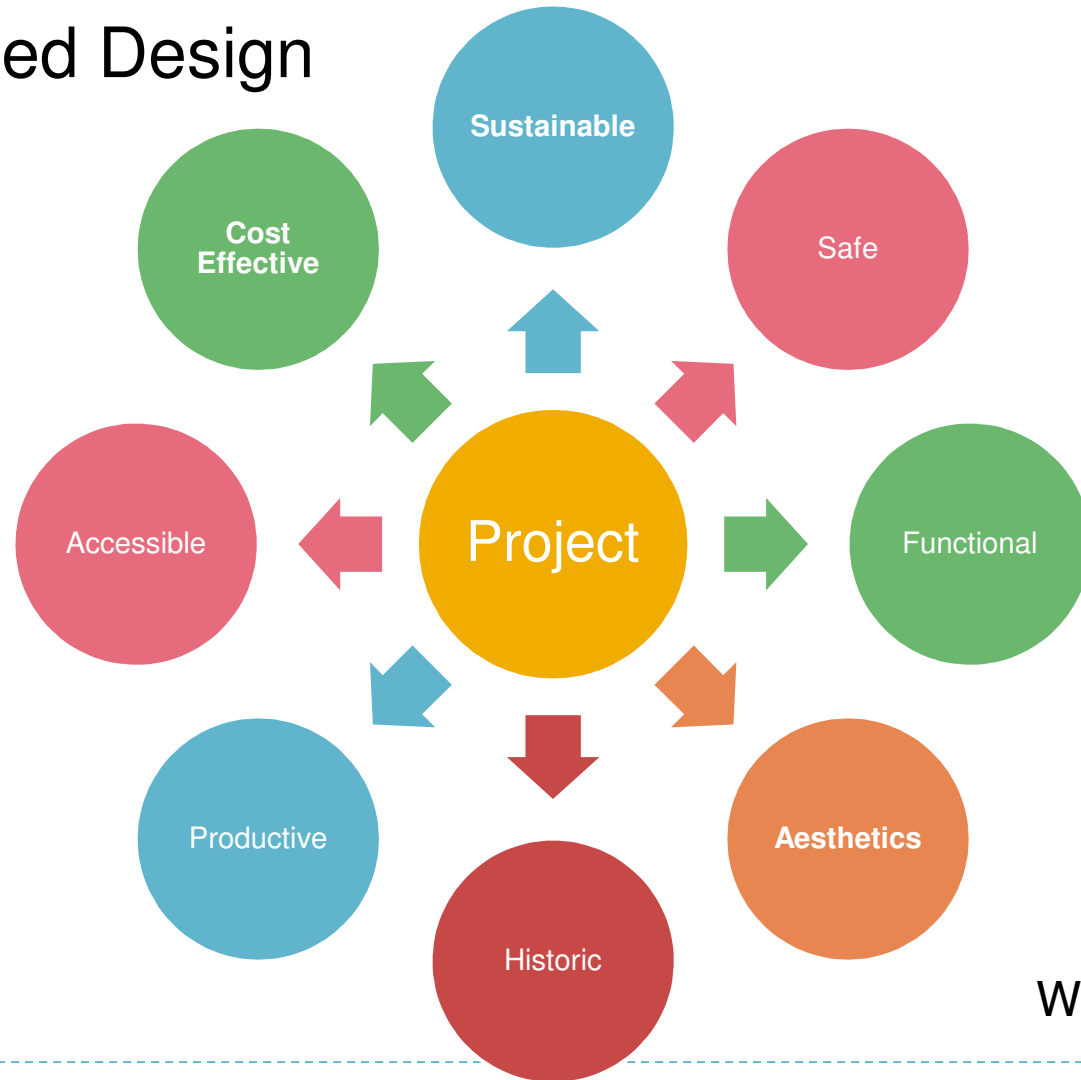 ed Design
Sustainable
Cost
Effective
Safe
Accessible
Project
Functional
Productive
Aesthetics
Historic
W